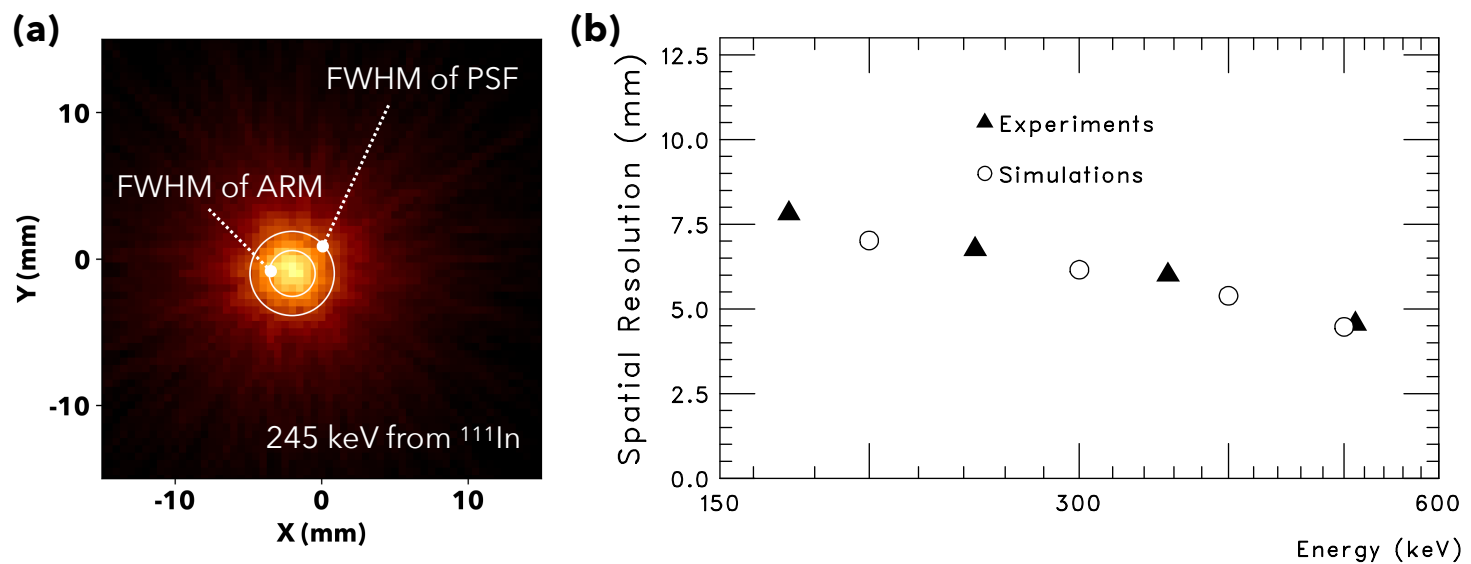 (a)
FWHM of PSF
FWHM of ARM
245 keV from ¹¹¹In
10
0
-10
Y (mm)
-10
0
10
X (mm)
(b)
12.5
10.0
7.5
5.0
2.5
0.0
Spatial Resolution (mm)
Experiments
Simulations
150
300
600
Energy (keV)